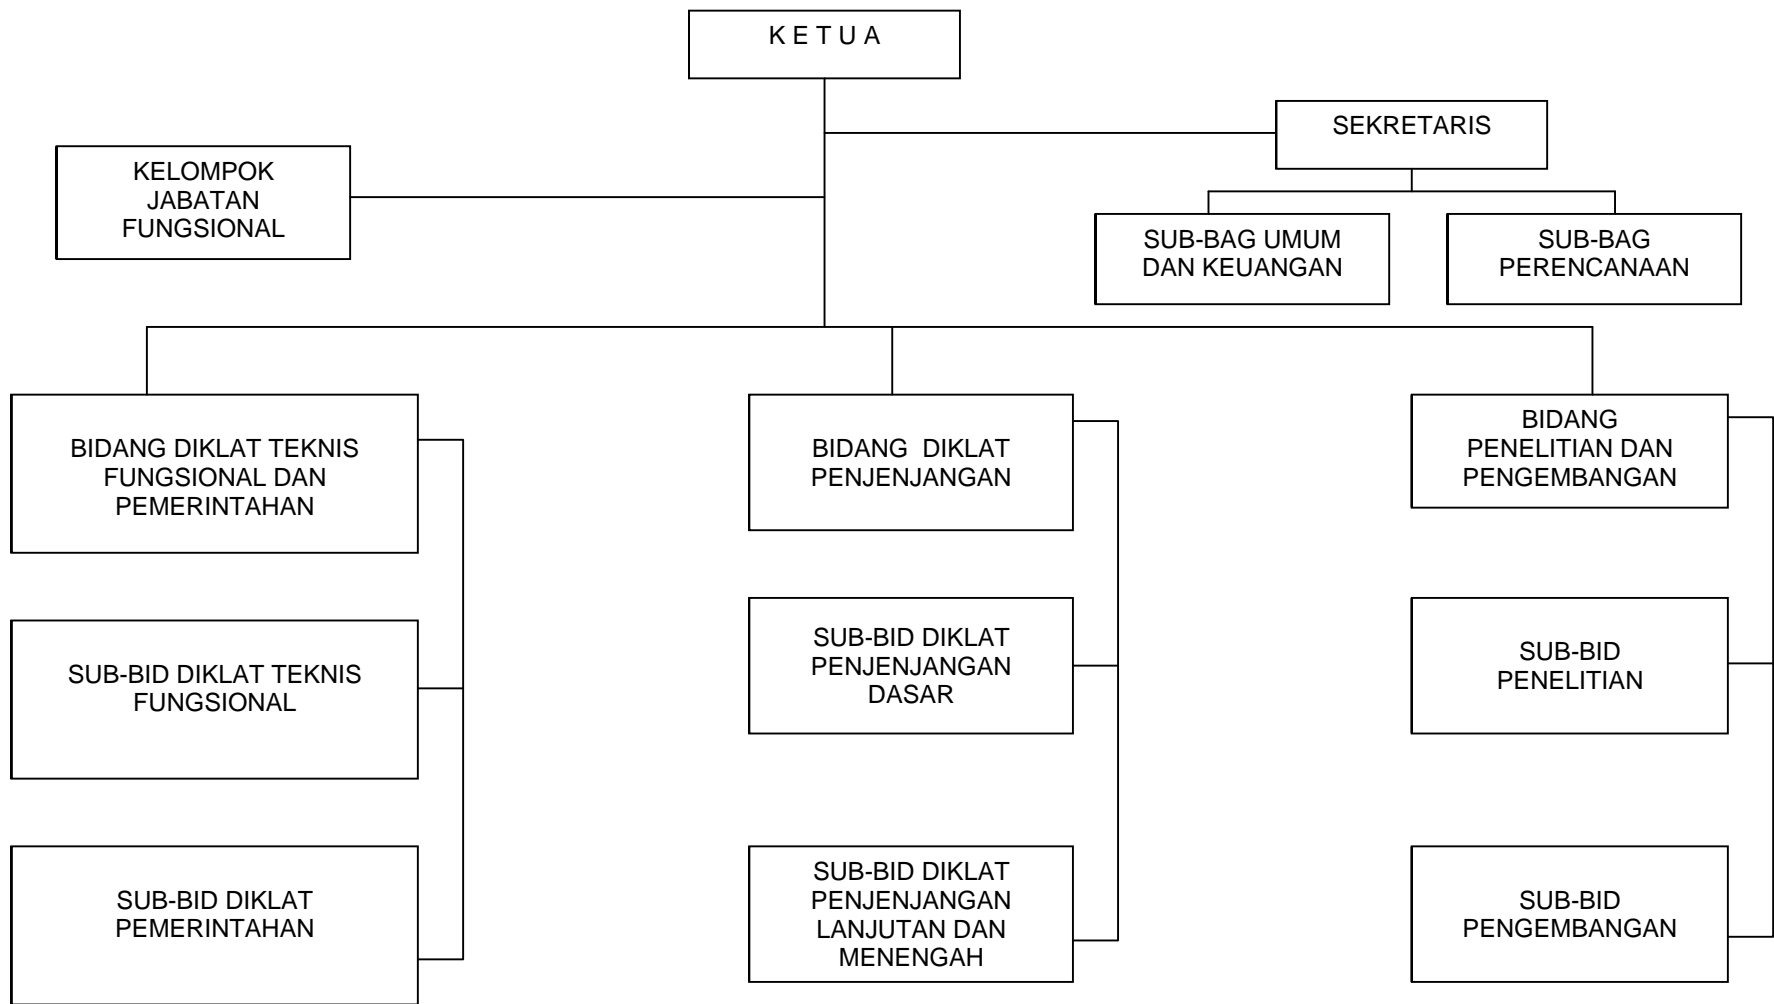 K E T U A
SEKRETARIS
KELOMPOK
JABATAN
FUNGSIONAL
SUB-BAG UMUM
DAN KEUANGAN
SUB-BAG
PERENCANAAN
BIDANG DIKLAT TEKNIS
FUNGSIONAL DAN
PEMERINTAHAN
BIDANG  DIKLAT
PENJENJANGAN
BIDANG
PENELITIAN DAN
PENGEMBANGAN
SUB-BID DIKLAT TEKNIS
FUNGSIONAL
SUB-BID DIKLAT
PENJENJANGAN
DASAR
SUB-BID
PENELITIAN
SUB-BID DIKLAT
PEMERINTAHAN
SUB-BID DIKLAT
PENJENJANGAN
LANJUTAN DAN
MENENGAH
SUB-BID
PENGEMBANGAN